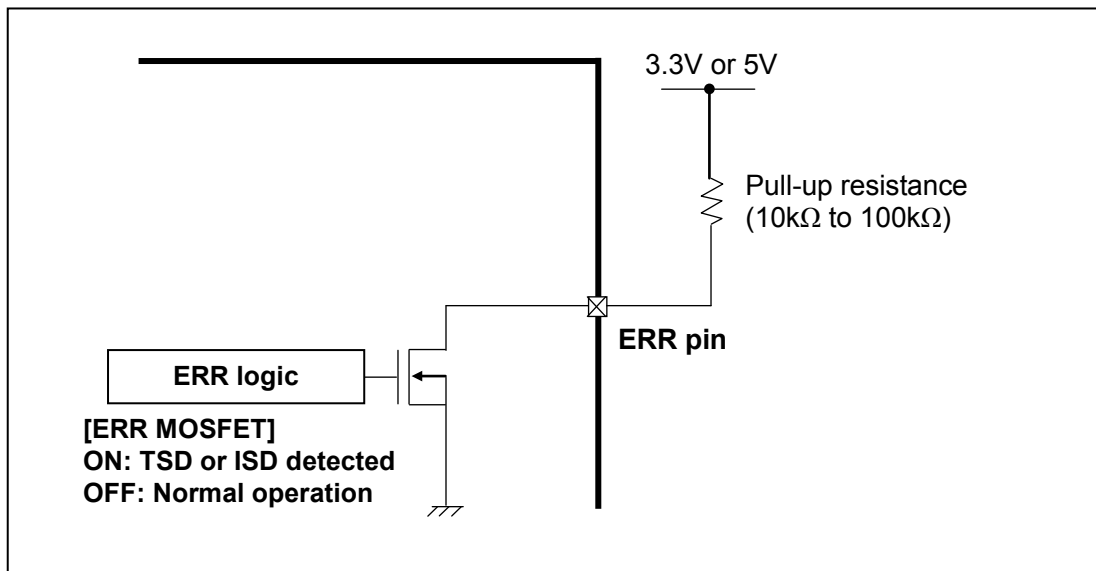 3.3V or 5V
Pull-up resistance
(10kΩ to 100kΩ)
ERR pin
ERR logic
[ERR MOSFET]
ON: TSD or ISD detected
OFF: Normal operation